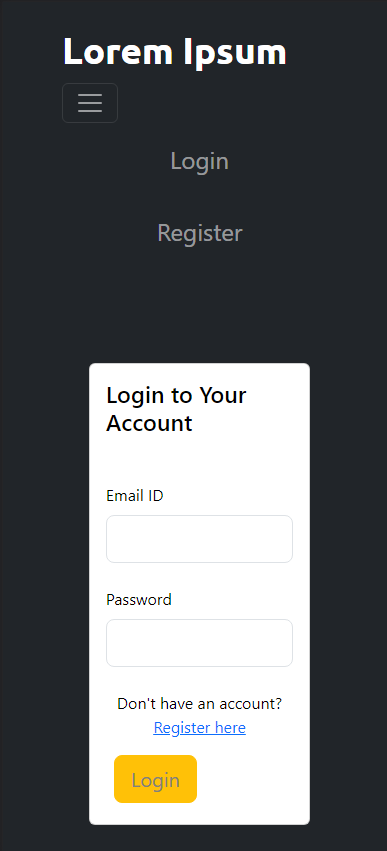 Lorem Ipsum
Login
Register
Login to Your
Account
Email ID
Password
Don't have an account?
Register here
Login